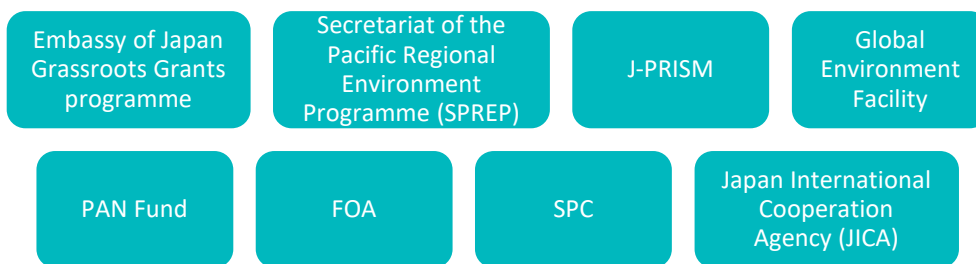 Embassy of Japan
Grassroots Grants
programme
Secretariat of the
Pacific Regional
Environment
Programme (SPREP)
J-PRISM
Global
Environment
Facility
PAN Fund
FOA
SPC
Japan International
Cooperation
Agency (JICA)